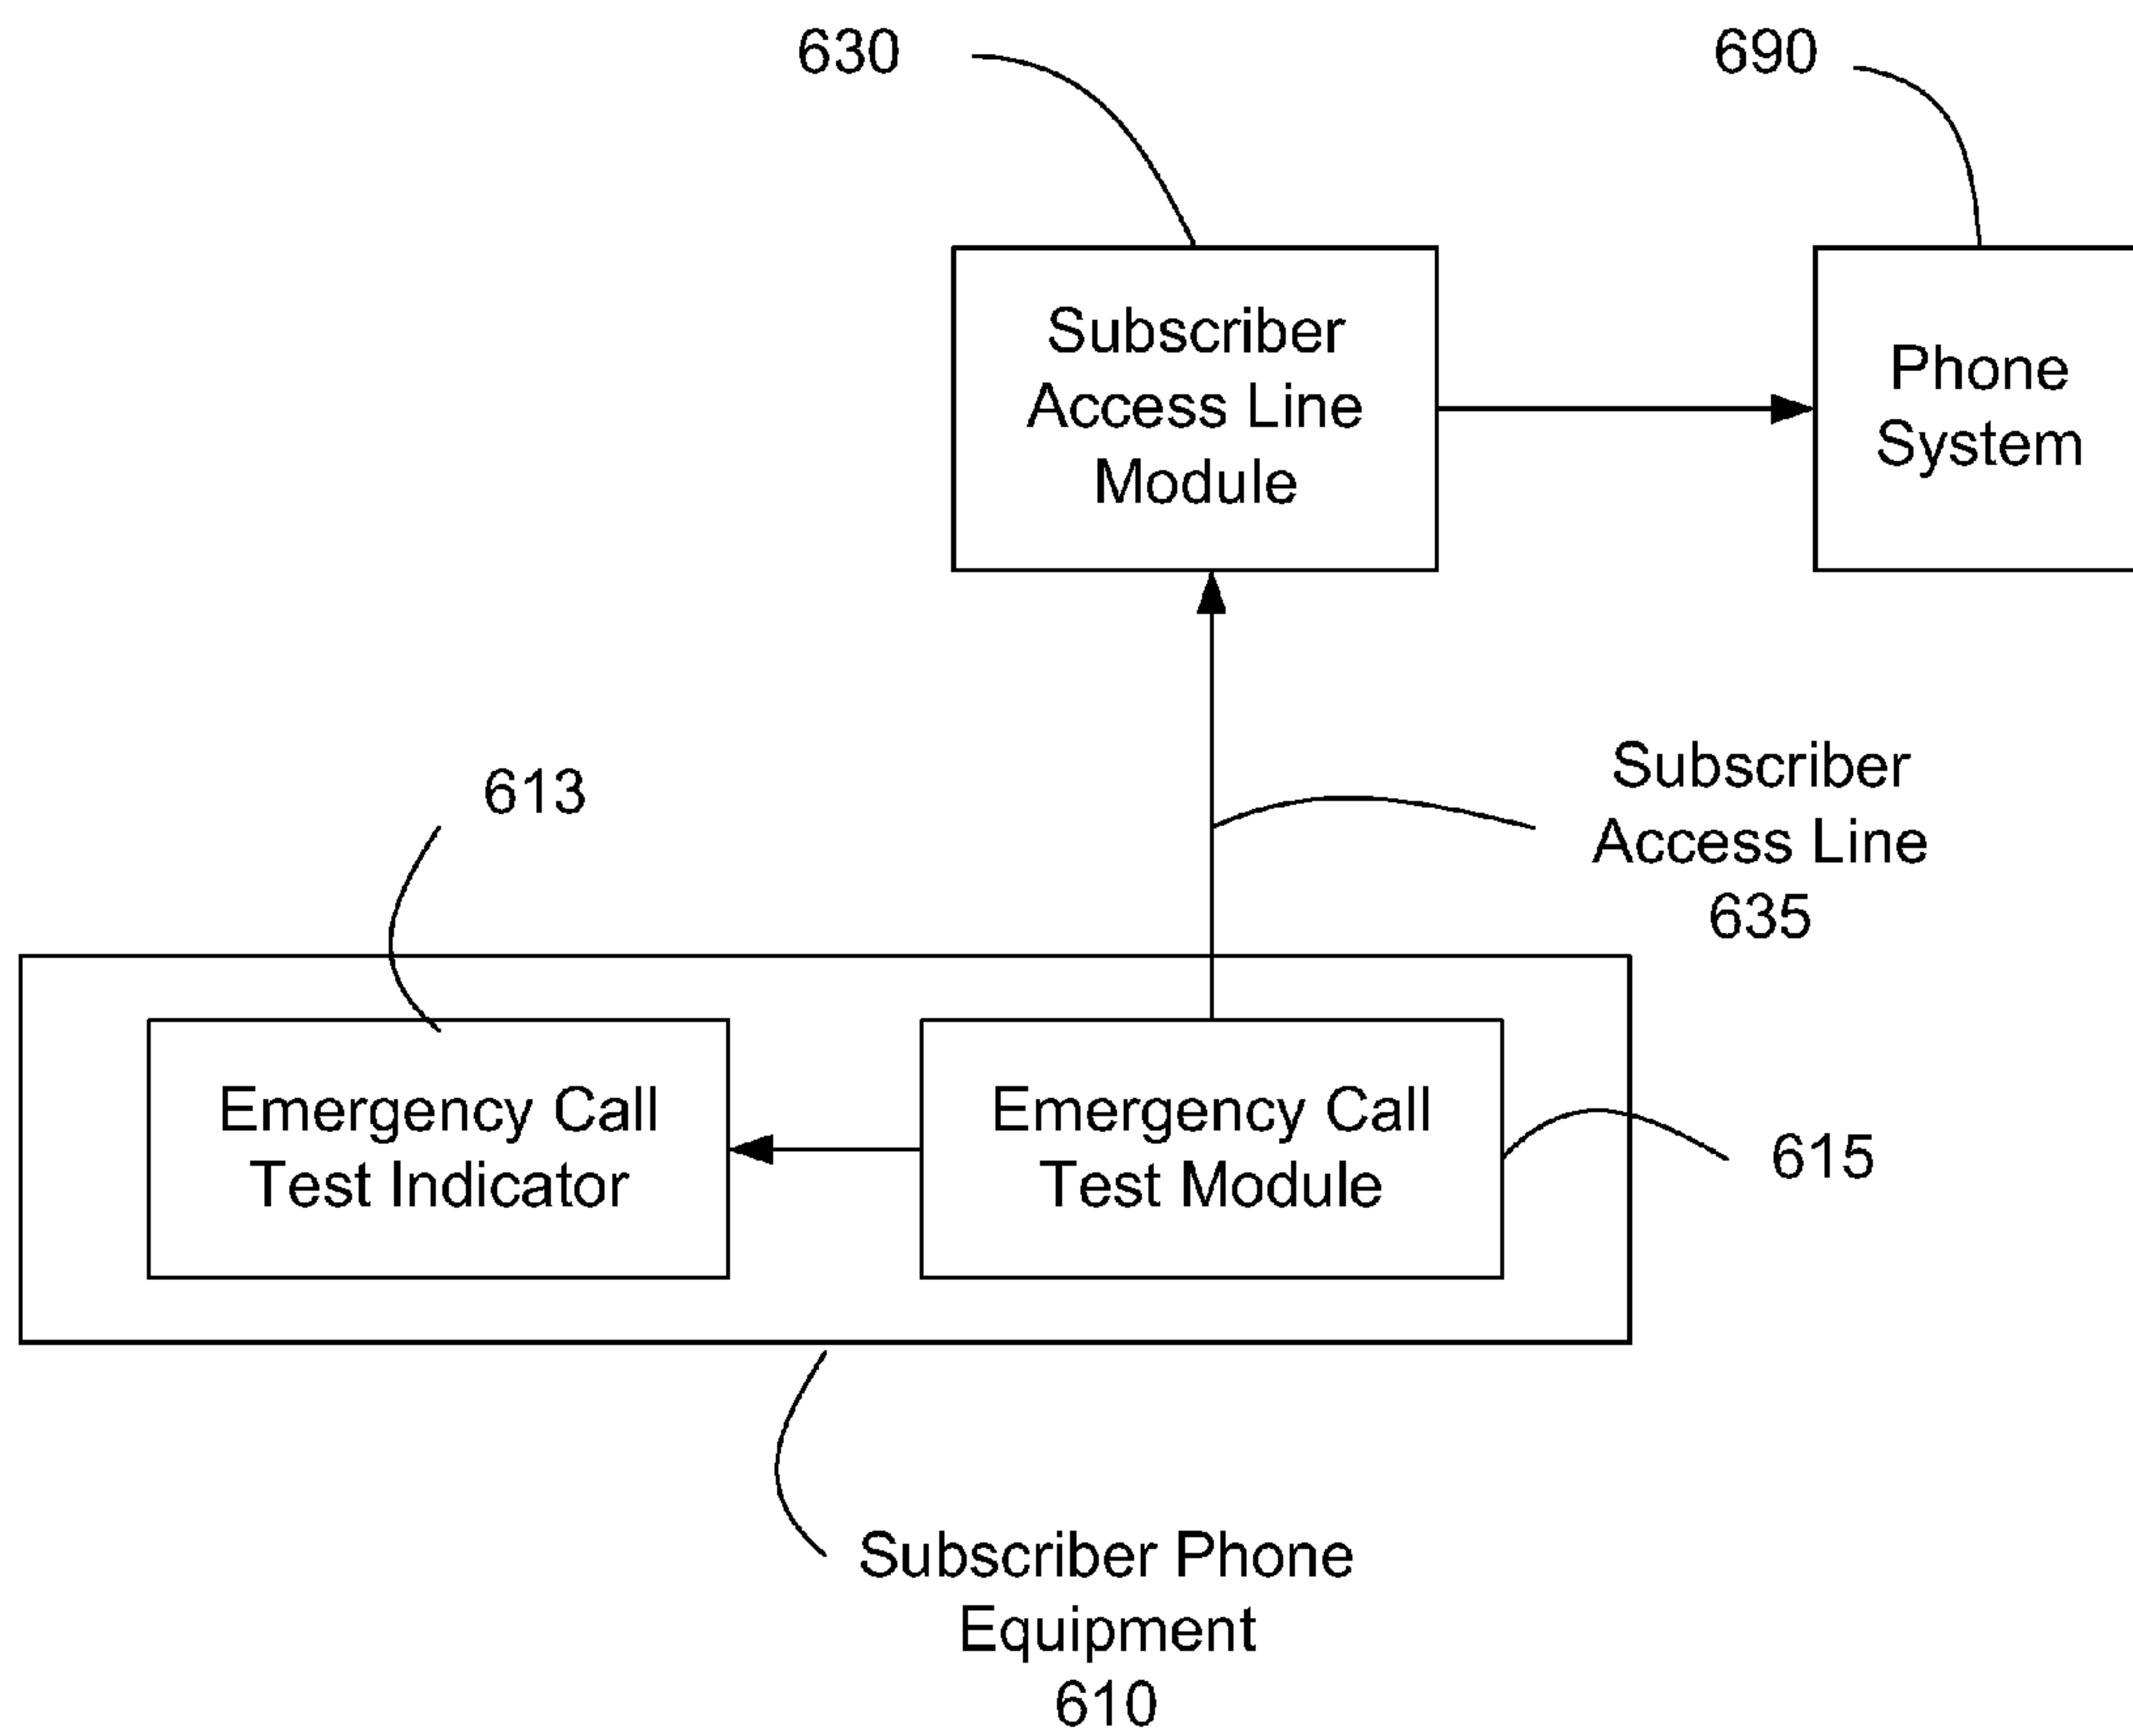 630
690
Subscriber
Access Line
Module
Phone
System
Subscriber
Access Line
635
613
Emergency Call
Test Indicator
Emergency Call
Test Module
615
Subscriber Phone
Equipment
610